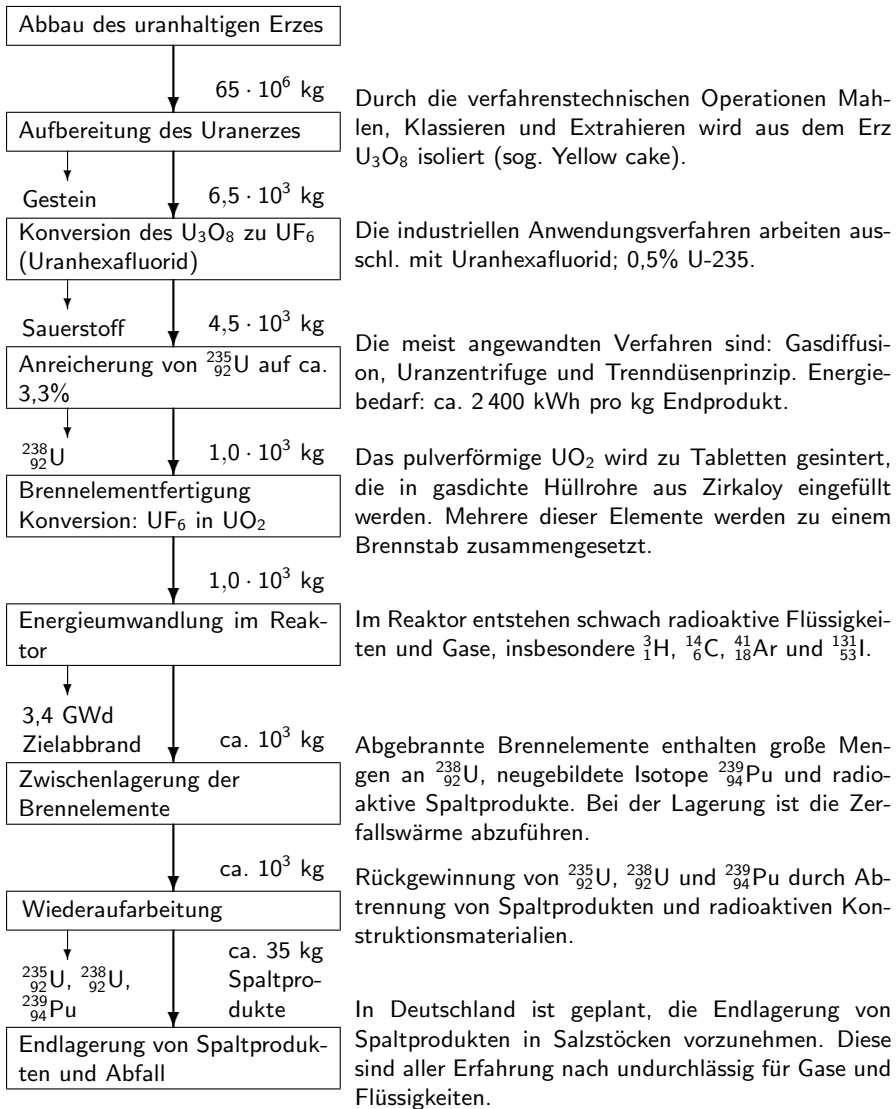 Abbau des uranhaltigen Erzes
65 · 10⁶ kg
Aufbereitung des Uranerzes
Durch die verfahrenstechnischen Operationen Mah-
len, Klassieren und Extrahieren wird aus dem Erz
U₃O₈ isoliert (sog. Yellow cake).
Gestein
6,5 · 10³ kg
Konversion des U₃O₈ zu UF₆
(Uranhexafluorid)
Die industriellen Anwendungsverfahren arbeiten aus-
schl. mit Uranhexafluorid; 0,5% U-235.
Sauerstoff
4,5 · 10³ kg
Anreicherung von ²³⁵₉₂U auf ca.
3,3%
Die meist angewandten Verfahren sind: Gasdiffusi-
on, Uranzentrifuge und Trenndüsenprinzip. Energie-
bedarf: ca. 2 400 kWh pro kg Endprodukt.
²³⁸₉₂U
1,0 · 10³ kg
Brennelementfertigung
Konversion: UF₆ in UO₂
Das pulverförmige UO₂ wird zu Tabletten gesintert,
die in gasdichte Hüllrohre aus Zirkaloy eingefüllt
werden. Mehrere dieser Elemente werden zu einem
Brennstab zusammengesetzt.
1,0 · 10³ kg
Energieumwandlung im Reak-
tor
Im Reaktor entstehen schwach radioaktive Flüssigkei-
ten und Gase, insbesondere ³₁H, ¹⁴₆C, ⁴¹₁₈Ar und ¹³¹₅₃I.
3,4 GWd
Zielabbrand
ca. 10³ kg
Zwischenlagerung der
Brennelemente
Abgebrannte Brennelemente enthalten große Men-
gen an ²³⁸₉₂U, neugebildete Isotope ²³⁹₉₄Pu und radio-
aktive Spaltprodukte. Bei der Lagerung ist die Zer-
fallswärme abzuführen.
ca. 10³ kg
Wiederaufarbeitung
Rückgewinnung von ²³⁵₉₂U, ²³⁸₉₂U und ²³⁹₉₄Pu durch Ab-
trennung von Spaltprodukten und radioaktiven Kon-
struktionsmaterialien.
²³⁵₉₂U, ²³⁸₉₂U,
²³⁹₉₄Pu
ca. 35 kg
Spaltpro-
dukte
Endlagerung von Spaltproduk-
ten und Abfall
In Deutschland ist geplant, die Endlagerung von
Spaltprodukten in Salzstöcken vorzunehmen. Diese
sind aller Erfahrung nach undurchlässig für Gase und
Flüssigkeiten.